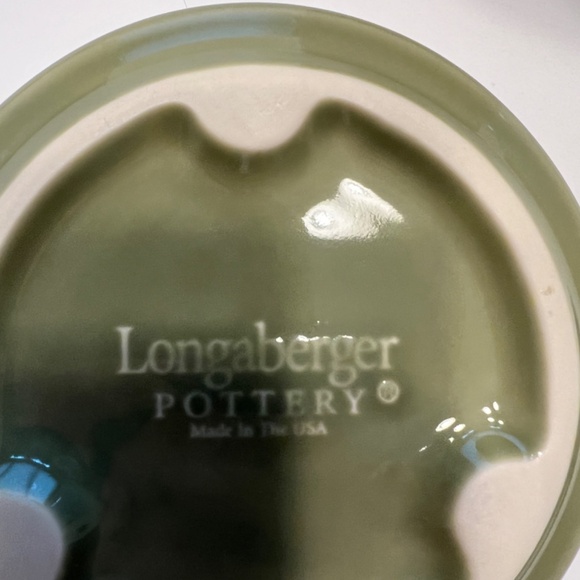 Longaberger
POTTERY®
Made In The USA